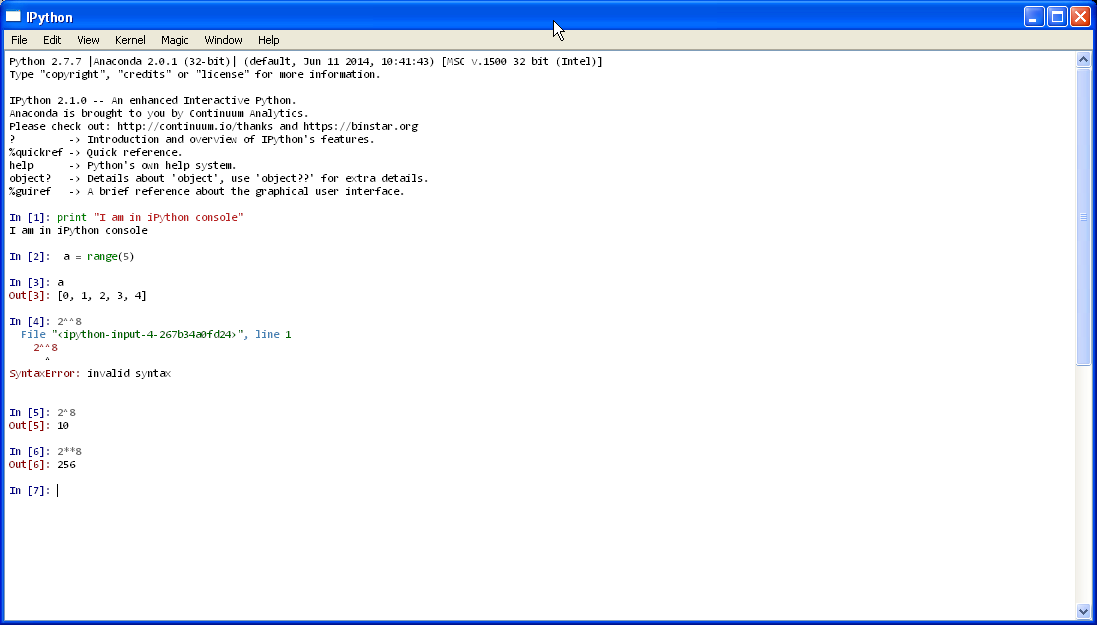 IPython
File Edit View Kernel Magic Window Help
Python 2.7.7 |Anaconda 2.0.1 (32-bit)| (default, Jun 11 2014, 10:41:43) [MSC v.1500 32 bit (Intel)]
Type "copyright", "credits" or "license" for more information.
IPython 2.1.0 -- An enhanced Interactive Python.
Anaconda is brought to you by Continuum Analytics.
Please check out: http://continuum.io/thanks and https://binstar.org
?         -> Introduction and overview of IPython's features.
%quickref -> Quick reference.
help      -> Python's own help system.
object?   -> Details about 'object', use 'object??' for extra details.
%guiref   -> A brief reference about the graphical user interface.
In [1]: print "I am in iPython console"
I am in iPython console
In [2]:  a = range(5)
In [3]: a
Out[3]: [0, 1, 2, 3, 4]
In [4]: 2^^8
  File "<ipython-input-4-267b34a0fd24>", line 1
    2^^8
      ^
SyntaxError: invalid syntax
In [5]: 2^8
Out[5]: 10
In [6]: 2**8
Out[6]: 256
In [7]: